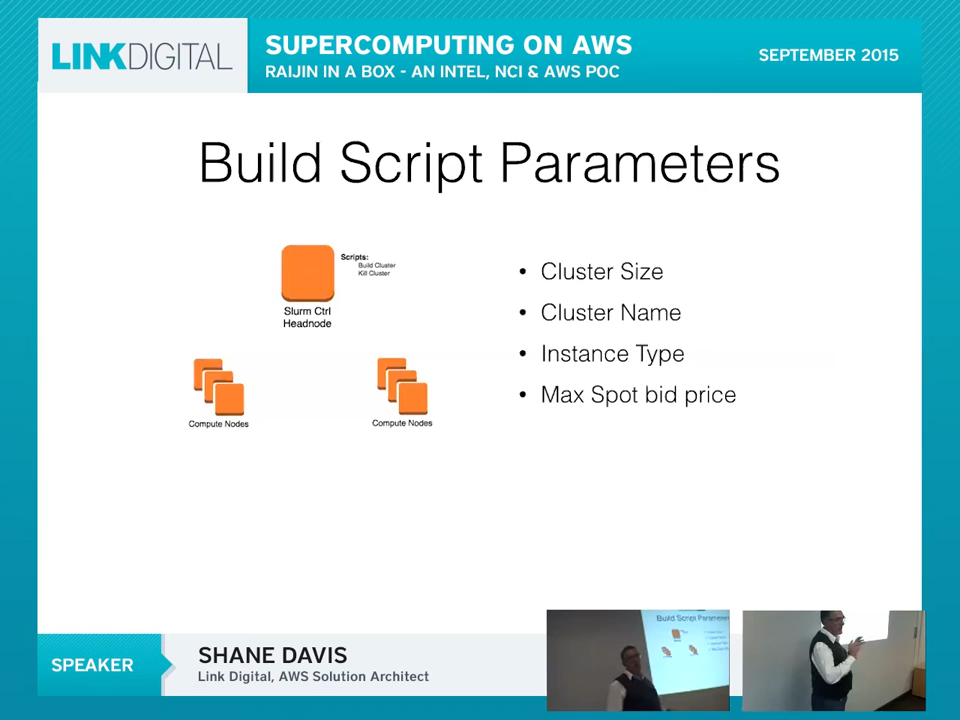 LINKDIGITAL
SUPERCOMPUTING ON AWS
RAIJIN IN A BOX - AN INTEL, NCI & AWS POC
SEPTEMBER 2015
Build Script Parameters
Scripts:
Build Cluster
Kill Cluster
Slurm Ctrl
Headnode
Compute Nodes
Compute Nodes
• Cluster Size
• Cluster Name
• Instance Type
• Max Spot bid price
SPEAKER
SHANE DAVIS
Link Digital, AWS Solution Architect
Build Script Parameters